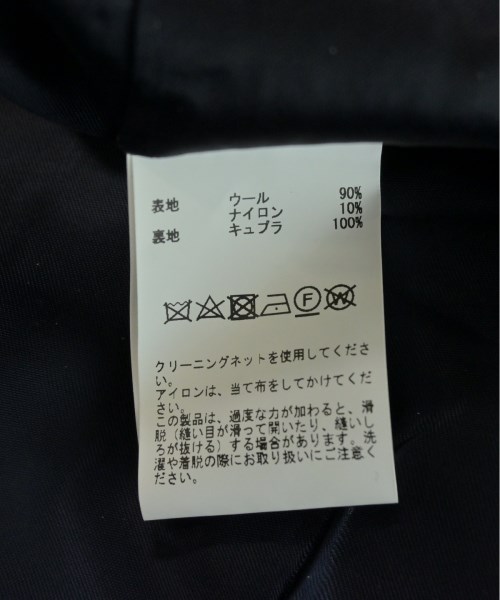 表地 ウール 90%
ナイロン 10%
裏地 キュプラ 100%
F W
クリーニングネットを使用してくださ
い。
アイロンは、当て布をしてかけてくだ
さい。
この製品は、過度な力が加わると、滑
脱（縫い目が滑って開いたり、縫いし
ろが抜ける）する場合があります。洗
濯や着脱の際にお取り扱いにご注意く
ださい。